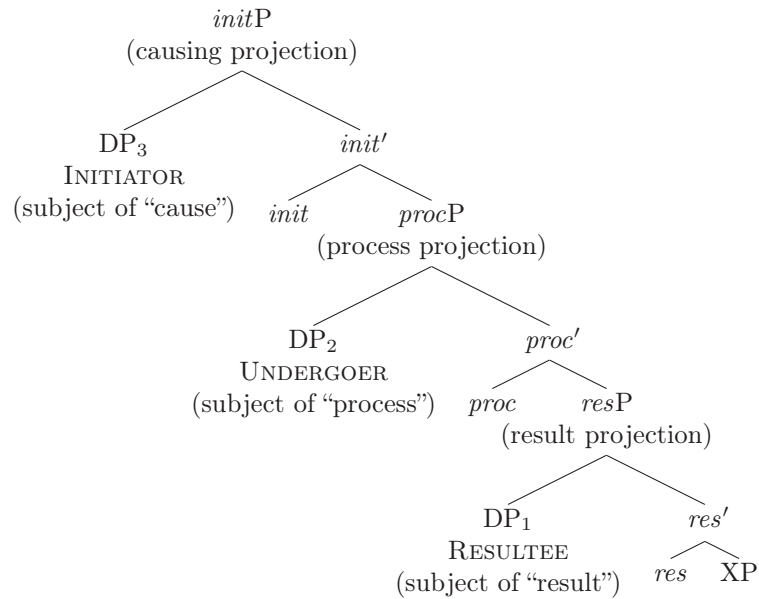 initP
(causing projection)
DP₃ init′
INITIATOR
(subject of “cause”) init procP
(process projection)
DP₂ proc′
UNDERGOER
(subject of “process”) proc resP
(result projection)
DP₁ res′
RESULTEE
(subject of “result”) res XP